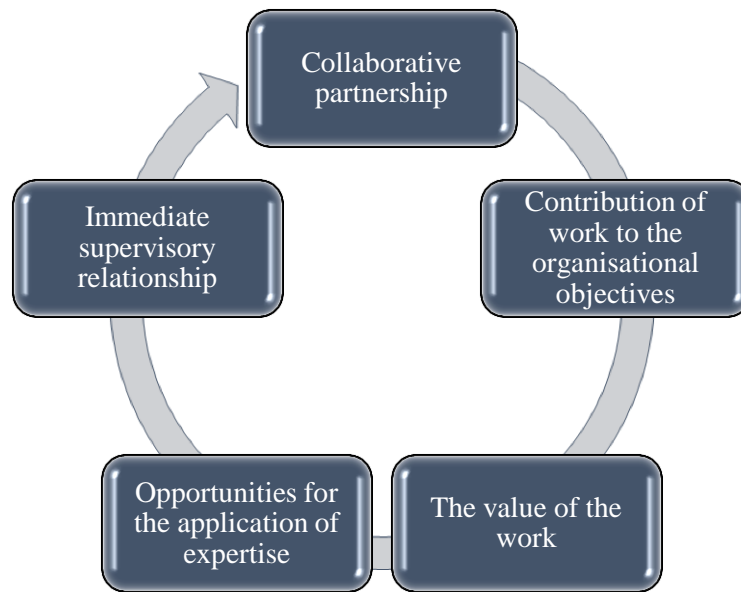 Collaborative
partnership
Contribution of
work to the
organisational
objectives
The value of the
work
Opportunities for
the application of
expertise
Immediate
supervisory
relationship